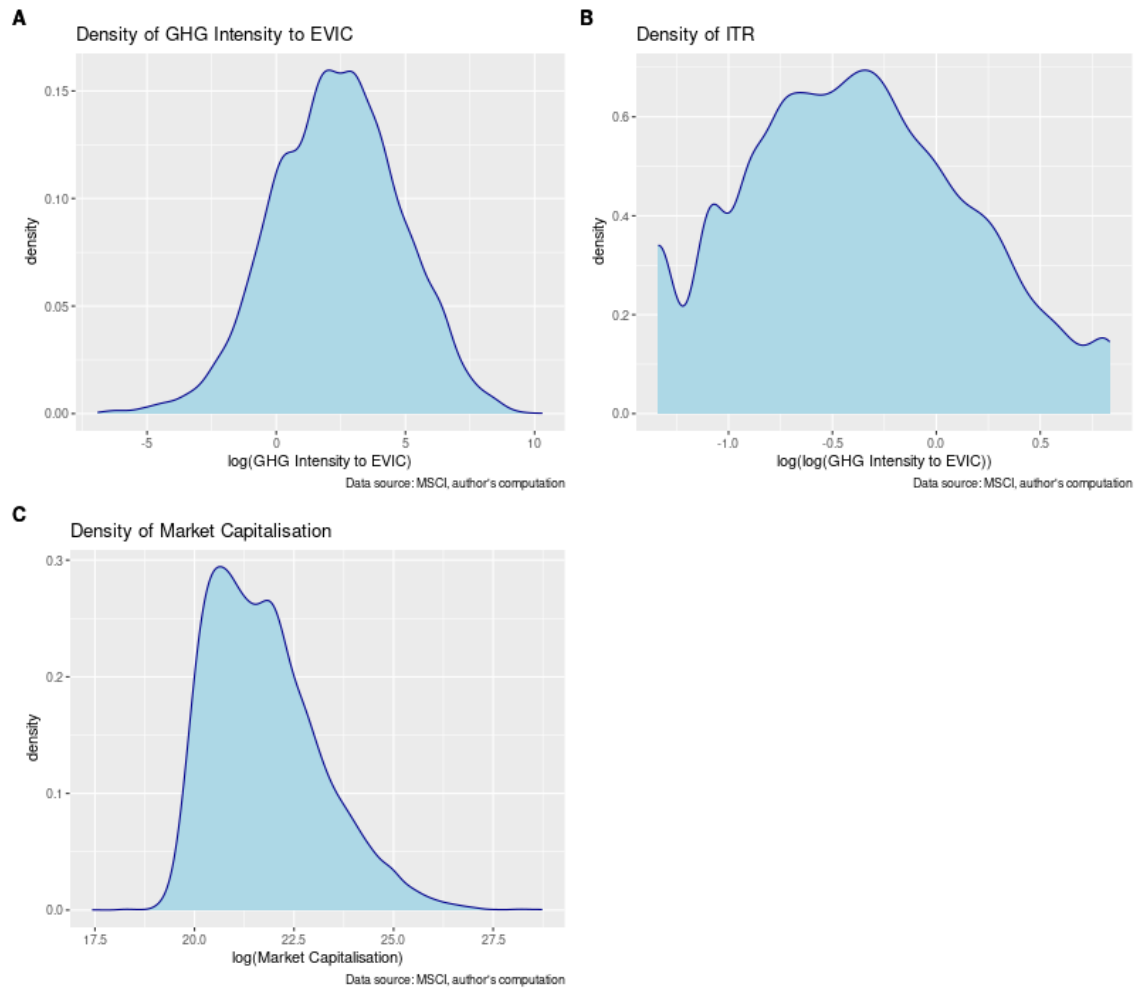 A
Density of GHG Intensity to EVIC
density
0.15
0.10
0.05
0.00
-5
0
5
10
log(GHG Intensity to EVIC)
Data source: MSCI, author's computation
B
Density of ITR
density
0.6
0.4
0.2
0.0
-1.0
-0.5
0.0
0.5
log(log(GHG Intensity to EVIC))
Data source: MSCI, author's computation
C
Density of Market Capitalisation
density
0.3
0.2
0.1
0.0
17.5
20.0
22.5
25.0
27.5
log(Market Capitalisation)
Data source: MSCI, author's computation